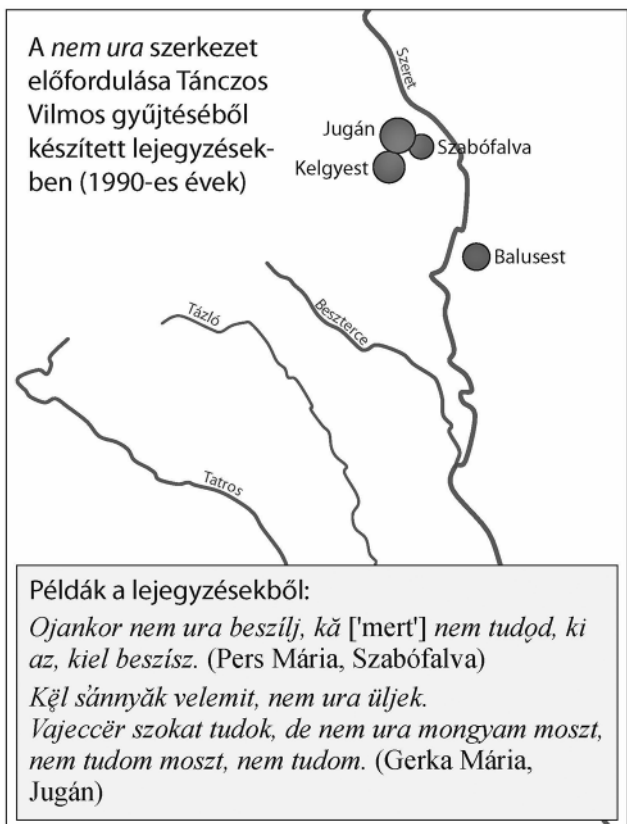 A nem ura szerkezet
előfordulása Tánczos
Vilmos gyűjtéséből
készített lejegyzések-
ben (1990-es évek)
Szeret
Jugán
Szabófalva
Kelgyest
Balusest
Beszterce
Tázló
Tatros
Példák a lejegyzésekből:
Ojankor nem ura beszílj, kă ['mert'] nem tudo̭d, ki
az, kiel beszísz. (Pers Mária, Szabófalva)
Kḙ̈l sánnyăk velemit, nem ura üljek.
Vajeccër szokat tudok, de nem ura mongyam moszt,
nem tudom moszt, nem tudom. (Gerka Mária,
Jugán)